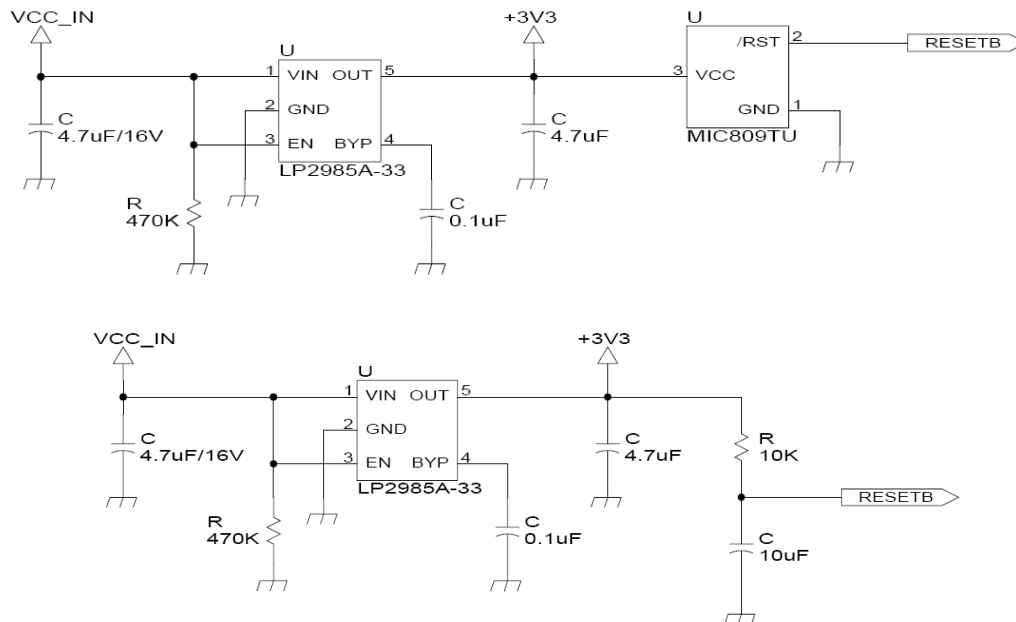 VCC_IN
+3V3
U
/RST 2 RESETB
U
1 VIN OUT 5
3 VCC
2 GND
GND 1
C
4.7uF/16V
C
4.7uF
3 EN BYP 4
MIC809TU
LP2985A-33
R
470K
C
0.1uF
VCC_IN
+3V3
U
1 VIN OUT 5
2 GND
C
4.7uF/16V
C
4.7uF
R
10K
3 EN BYP 4
LP2985A-33
RESETB
R
470K
C
0.1uF
C
10uF